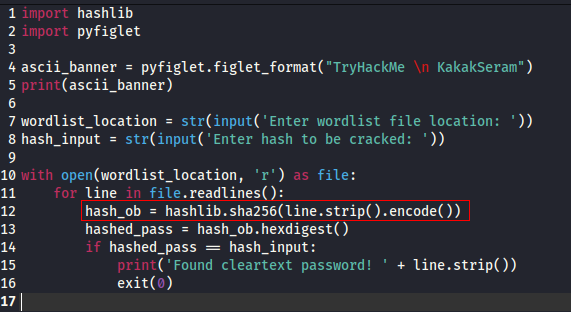 1 import hashlib
2 import pyfiglet
3
4 ascii_banner = pyfiglet.figlet_format("TryHackMe \n KakakSeram")
5 print(ascii_banner)
6
7 wordlist_location = str(input('Enter wordlist file location: '))
8 hash_input = str(input('Enter hash to be cracked: '))
9
10 with open(wordlist_location, 'r') as file:
11     for line in file.readlines():
12         hash_ob = hashlib.sha256(line.strip().encode())
13         hashed_pass = hash_ob.hexdigest()
14         if hashed_pass == hash_input:
15             print('Found cleartext password! ' + line.strip())
16             exit(0)
17